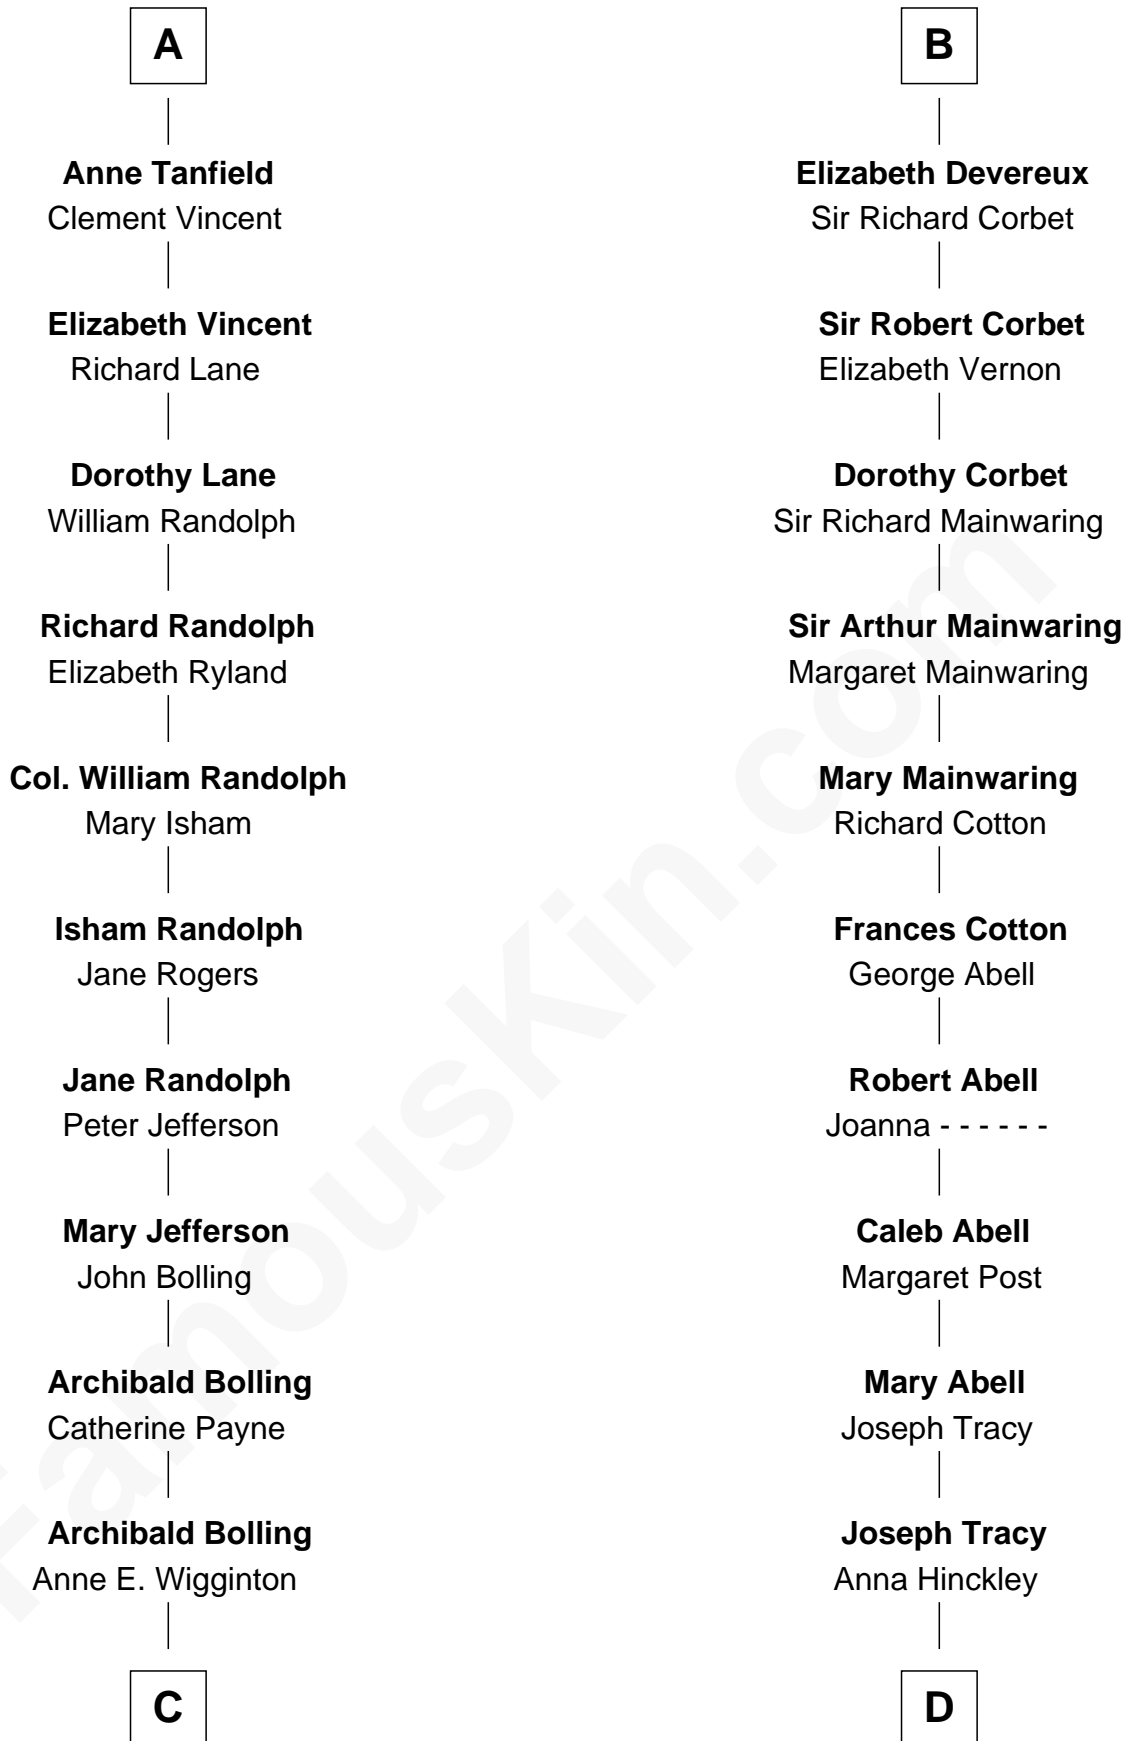 A
Anne Tanfield
Clement Vincent
Elizabeth Vincent
Richard Lane
Dorothy Lane
William Randolph
Richard Randolph
Elizabeth Ryland
Col. William Randolph
Mary Isham
Isham Randolph
Jane Rogers
Jane Randolph
Peter Jefferson
Mary Jefferson
John Bolling
Archibald Bolling
Catherine Payne
Archibald Bolling
Anne E. Wigginton
C
B
Elizabeth Devereux
Sir Richard Corbet
Sir Robert Corbet
Elizabeth Vernon
Dorothy Corbet
Sir Richard Mainwaring
Sir Arthur Mainwaring
Margaret Mainwaring
Mary Mainwaring
Richard Cotton
Frances Cotton
George Abell
Robert Abell
Joanna - - - - - -
Caleb Abell
Margaret Post
Mary Abell
Joseph Tracy
Joseph Tracy
Anna Hinckley
D
FamousKin.com